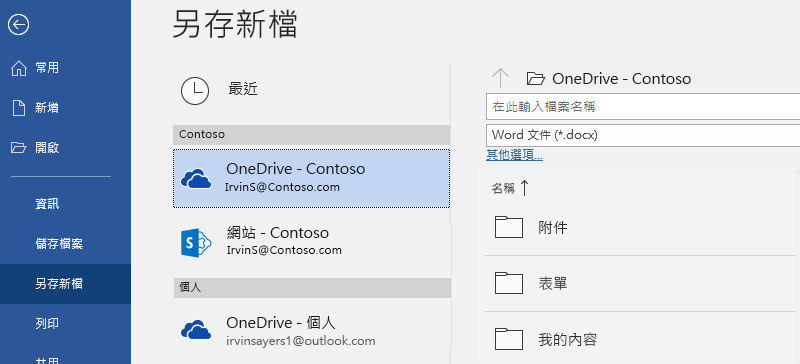 另存新檔
常用
新增
開啟
資訊
儲存檔案
另存新檔
列印
共用
最近
Contoso
OneDrive - Contoso
IrvinS@Contoso.com
網站 - Contoso
IrvinS@Contoso.com
個人
OneDrive - 個人
irvinsayers1@outlook.com
OneDrive - Contoso
在此輸入檔案名稱
Word 文件 (*.docx)
其他選項...
名稱 ↑
附件
表單
我的內容